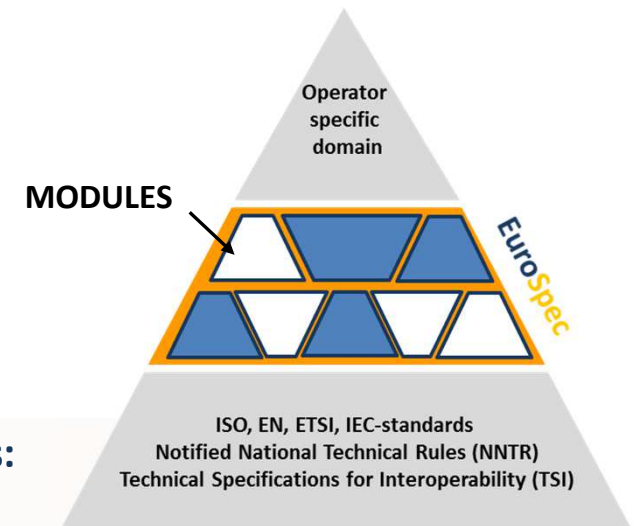 Operator
specific
domain
MODULES
EuroSpec
ISO, EN, ETSI, IEC-standards
Notified National Technical Rules (NNTR)
Technical Specifications for Interoperability (TSI)
s: